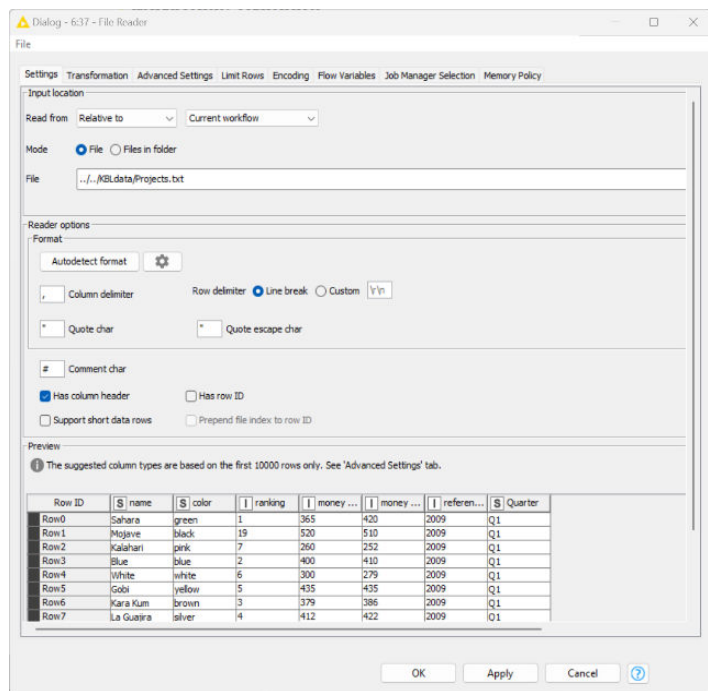 Dialog - 6:37 - File Reader
File
Settings Transformation Advanced Settings Limit Rows Encoding Flow Variables Job Manager Selection Memory Policy
Input location
Read from Relative to Current workflow
Mode File Files in folder
File ../../KBLdata/Projects.txt
Reader options
Format
Autodetect format
, Column delimiter Row delimiter Line break Custom \r\n
" Quote char " Quote escape char
# Comment char
Has column header Has row ID
Support short data rows Prepend file index to row ID
Preview
The suggested column types are based on the first 10000 rows only. See 'Advanced Settings' tab.
Row ID S name S color I ranking I money ... I money ... I referen... S Quarter
Row0 Sahara green 1 365 420 2009 Q1
Row1 Mojave black 19 520 510 2009 Q1
Row2 Kalahari pink 7 260 252 2009 Q1
Row3 Blue blue 2 400 410 2009 Q1
Row4 White white 6 300 279 2009 Q1
Row5 Gobi yellow 5 435 435 2009 Q1
Row6 Kara Kum brown 3 379 386 2009 Q1
Row7 La Guajira silver 4 412 422 2009 Q1
OK Apply Cancel ?